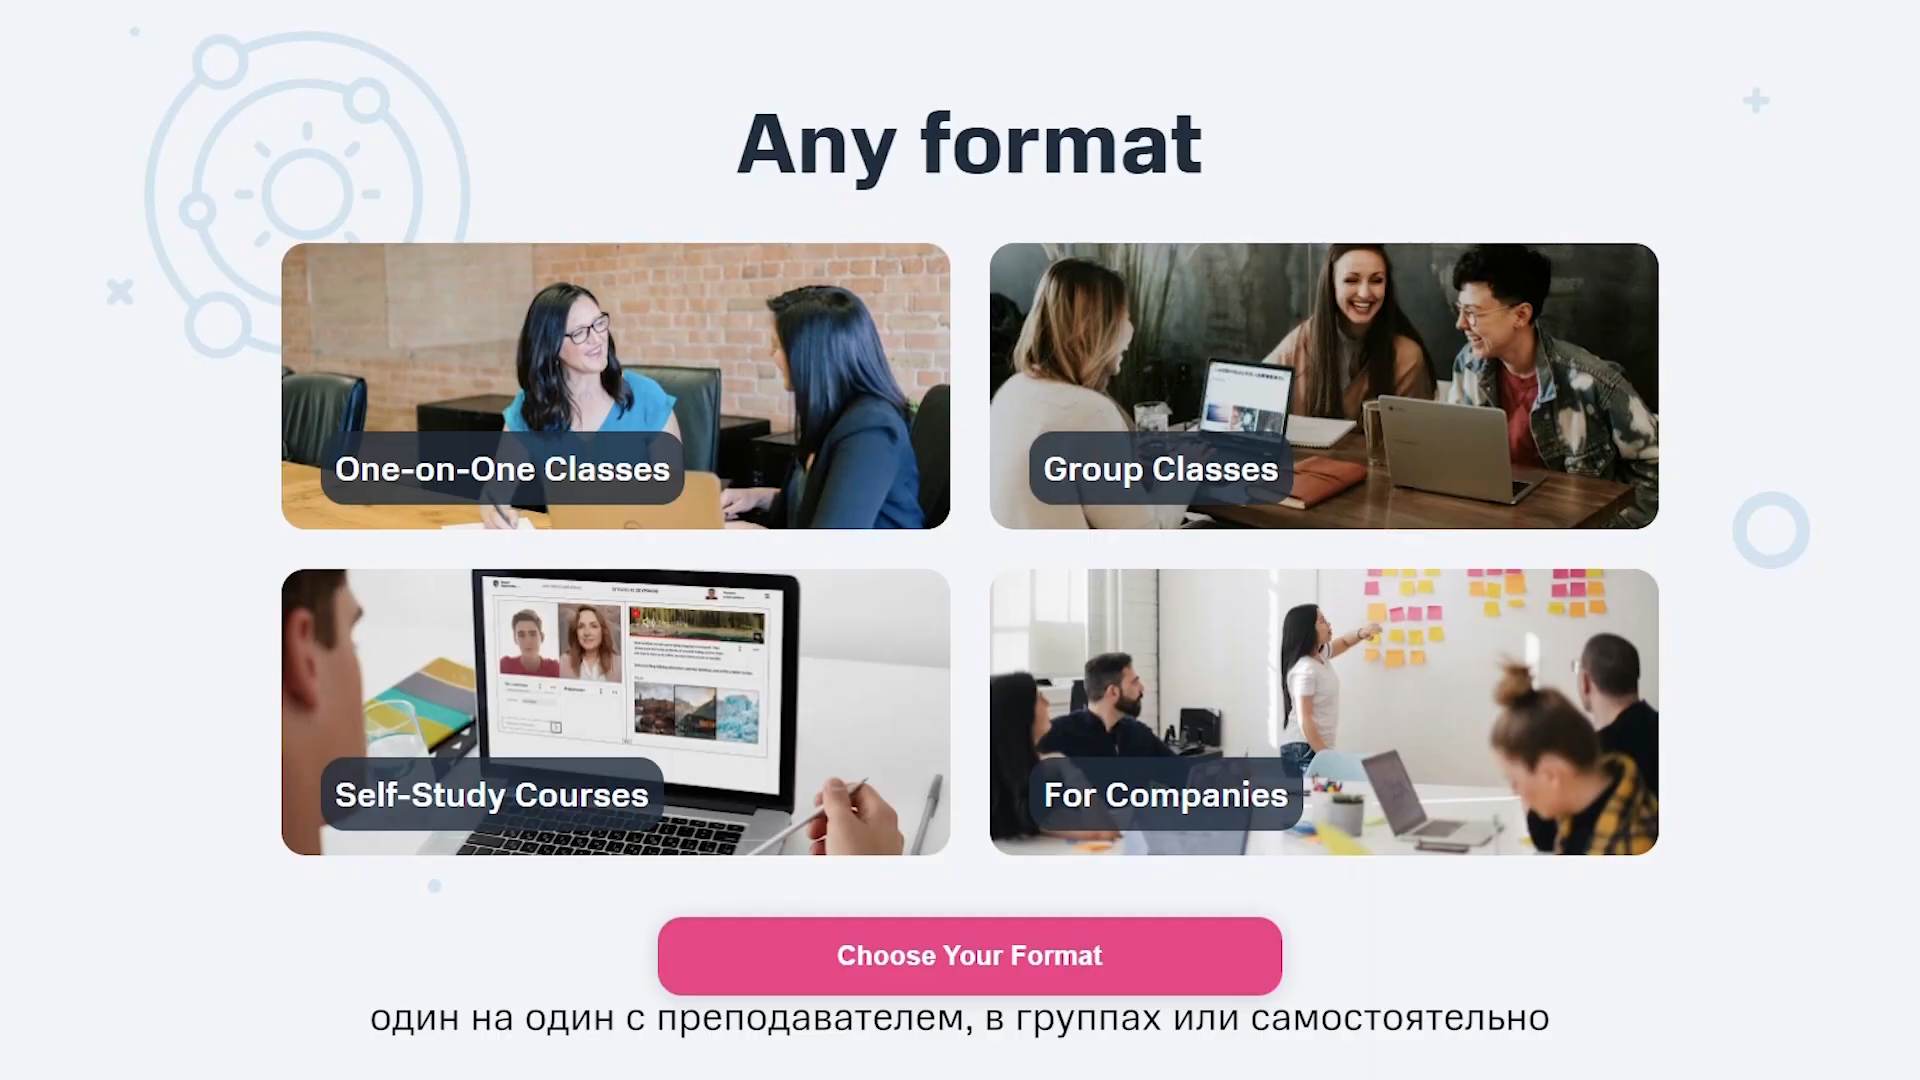 Any format
One-on-One Classes
Group Classes
Self-Study Courses
For Companies
Choose Your Format
один на один с преподавателем, в группах или самостоятельно